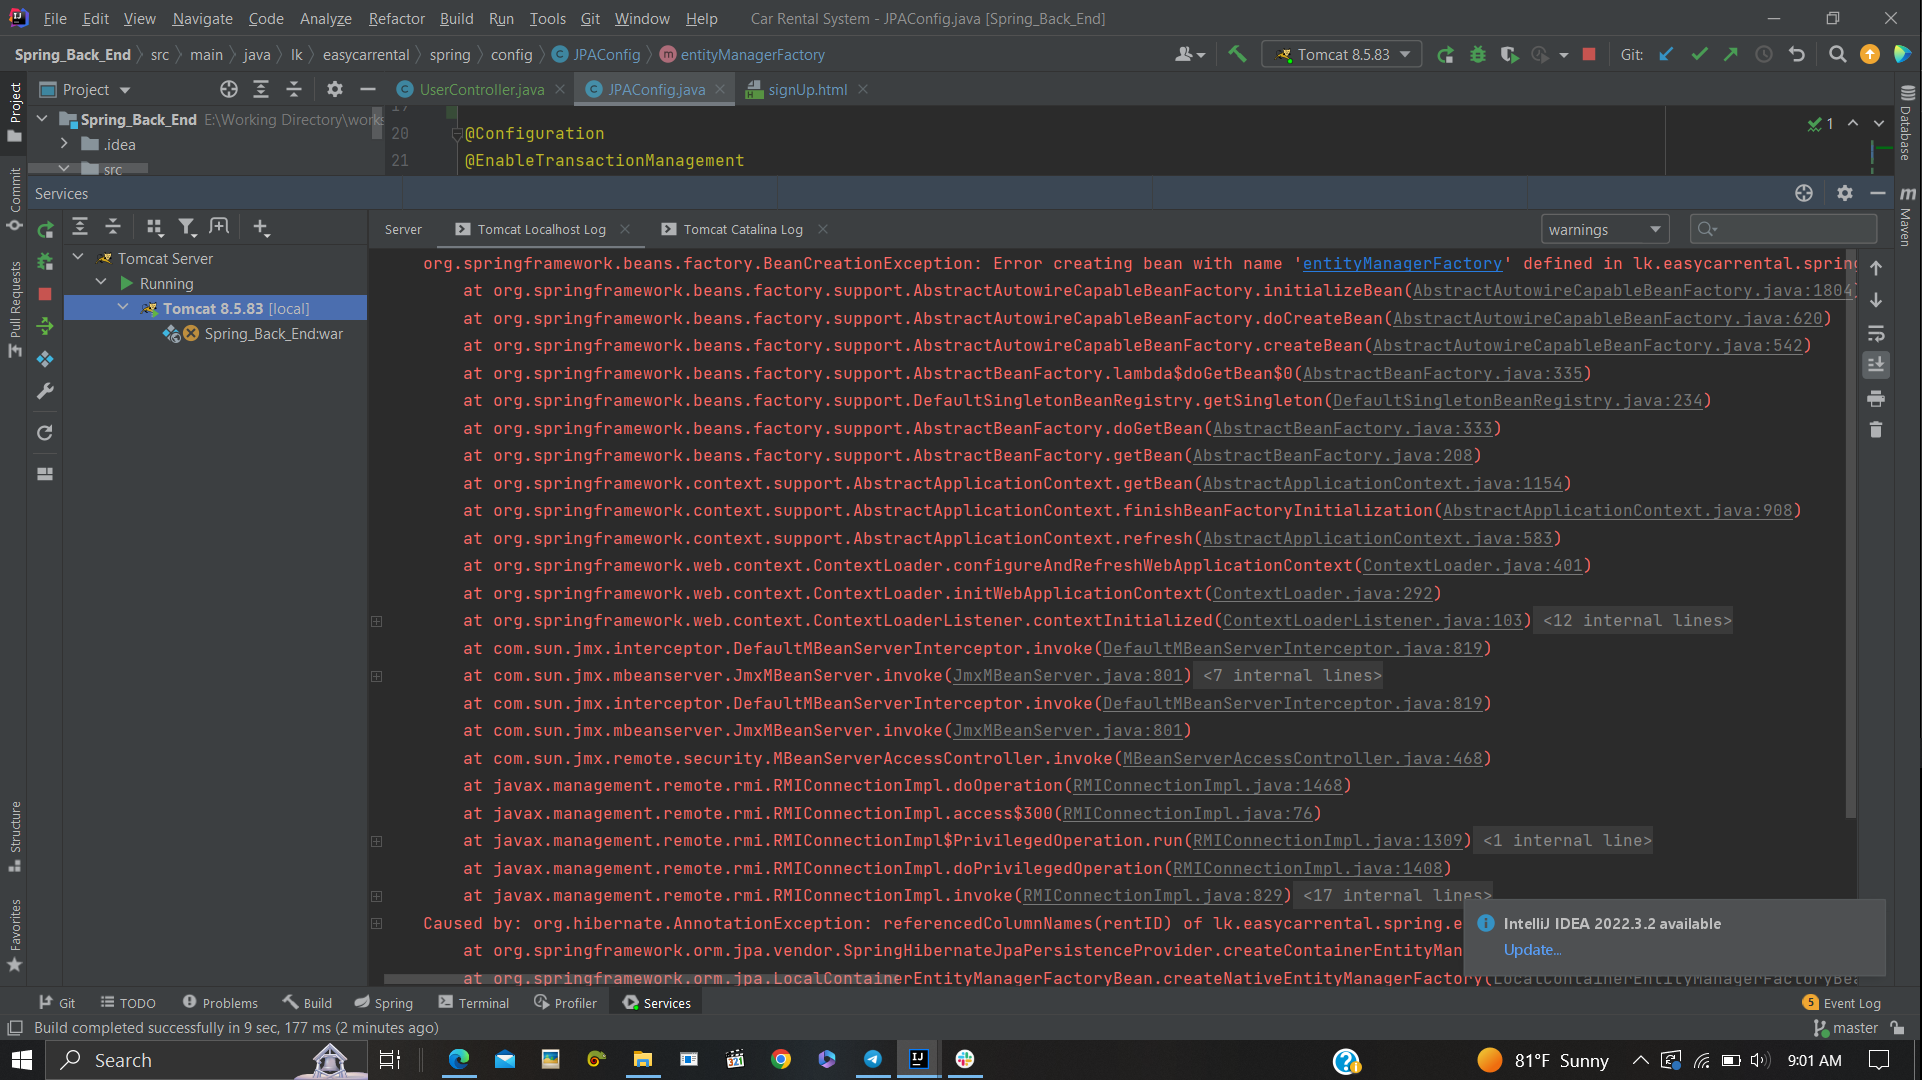 File Edit View Navigate Code Analyze Refactor Build Run Tools Git Window Help Car Rental System - JPAConfig.java [Spring_Back_End]
Spring_Back_End src main java lk easycarrental spring config JPAConfig entityManagerFactory Tomcat 8.5.83 Git:
Project UserController.java JPAConfig.java signUp.html
Spring_Back_End E:\Working Directory\works
.idea
src
19
20 @Configuration
21 @EnableTransactionManagement
1
Services
Server Tomcat Localhost Log Tomcat Catalina Log warnings
Tomcat Server
Running
Tomcat 8.5.83 [local]
Spring_Back_End:war
org.springframework.beans.factory.BeanCreationException: Error creating bean with name 'entityManagerFactory' defined in lk.easycarrental.spring
at org.springframework.beans.factory.support.AbstractAutowireCapableBeanFactory.initializeBean(AbstractAutowireCapableBeanFactory.java:1804)
at org.springframework.beans.factory.support.AbstractAutowireCapableBeanFactory.doCreateBean(AbstractAutowireCapableBeanFactory.java:620)
at org.springframework.beans.factory.support.AbstractAutowireCapableBeanFactory.createBean(AbstractAutowireCapableBeanFactory.java:542)
at org.springframework.beans.factory.support.AbstractBeanFactory.lambda$doGetBean$0(AbstractBeanFactory.java:335)
at org.springframework.beans.factory.support.DefaultSingletonBeanRegistry.getSingleton(DefaultSingletonBeanRegistry.java:234)
at org.springframework.beans.factory.support.AbstractBeanFactory.doGetBean(AbstractBeanFactory.java:333)
at org.springframework.beans.factory.support.AbstractBeanFactory.getBean(AbstractBeanFactory.java:208)
at org.springframework.context.support.AbstractApplicationContext.getBean(AbstractApplicationContext.java:1154)
at org.springframework.context.support.AbstractApplicationContext.finishBeanFactoryInitialization(AbstractApplicationContext.java:908)
at org.springframework.context.support.AbstractApplicationContext.refresh(AbstractApplicationContext.java:583)
at org.springframework.web.context.ContextLoader.configureAndRefreshWebApplicationContext(ContextLoader.java:401)
at org.springframework.web.context.ContextLoader.initWebApplicationContext(ContextLoader.java:292)
at org.springframework.web.context.ContextLoaderListener.contextInitialized(ContextLoaderListener.java:103) <12 internal lines>
at com.sun.jmx.interceptor.DefaultMBeanServerInterceptor.invoke(DefaultMBeanServerInterceptor.java:819)
at com.sun.jmx.mbeanserver.JmxMBeanServer.invoke(JmxMBeanServer.java:801) <7 internal lines>
at com.sun.jmx.interceptor.DefaultMBeanServerInterceptor.invoke(DefaultMBeanServerInterceptor.java:819)
at com.sun.jmx.mbeanserver.JmxMBeanServer.invoke(JmxMBeanServer.java:801)
at com.sun.jmx.remote.security.MBeanServerAccessController.invoke(MBeanServerAccessController.java:468)
at javax.management.remote.rmi.RMIConnectionImpl.doOperation(RMIConnectionImpl.java:1468)
at javax.management.remote.rmi.RMIConnectionImpl.access$300(RMIConnectionImpl.java:76)
at javax.management.remote.rmi.RMIConnectionImpl$PrivilegedOperation.run(RMIConnectionImpl.java:1309) <1 internal line>
at javax.management.remote.rmi.RMIConnectionImpl.doPrivilegedOperation(RMIConnectionImpl.java:1408)
at javax.management.remote.rmi.RMIConnectionImpl.invoke(RMIConnectionImpl.java:829) <17 internal lines>
Caused by: org.hibernate.AnnotationException: referencedColumnNames(rentID) of lk.easycarrental.spring.e
at org.springframework.orm.jpa.vendor.SpringHibernateJpaPersistenceProvider.createContainerEntityMan
at org.springframework.orm.jpa.LocalContainerEntityManagerFactoryBean.createNativeEntityManagerFactory(LocalContainerEntityManagerFactoryBea
IntelliJ IDEA 2022.3.2 available
Update...
Project
Commit
Pull Requests
Structure
Favorites
Database
Maven
Git TODO Problems Build Spring Terminal Profiler Services 5 Event Log
Build completed successfully in 9 sec, 177 ms (2 minutes ago) master
Search 321 IJ 81°F Sunny 9:01 AM